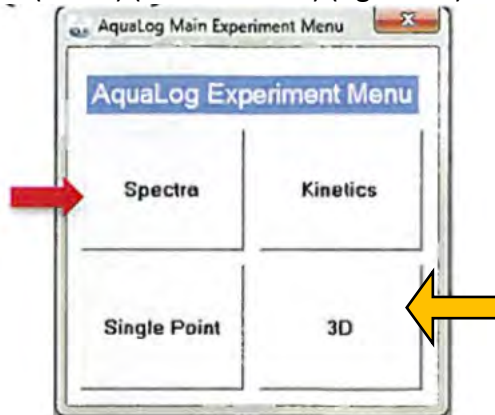 AquaLog Main Experiment Menu
AquaLog Experiment Menu
Spectra Kinetics
Single Point 3D